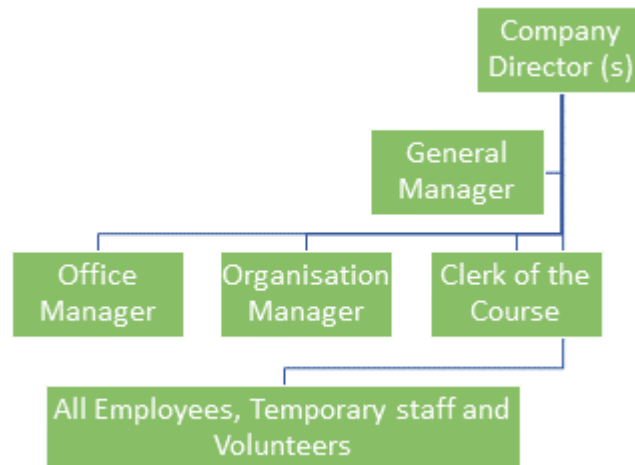 Company
Director (s)
General
Manager
Office
Manager
Organisation
Manager
Clerk of the
Course
All Employees, Temporary staff and
Volunteers